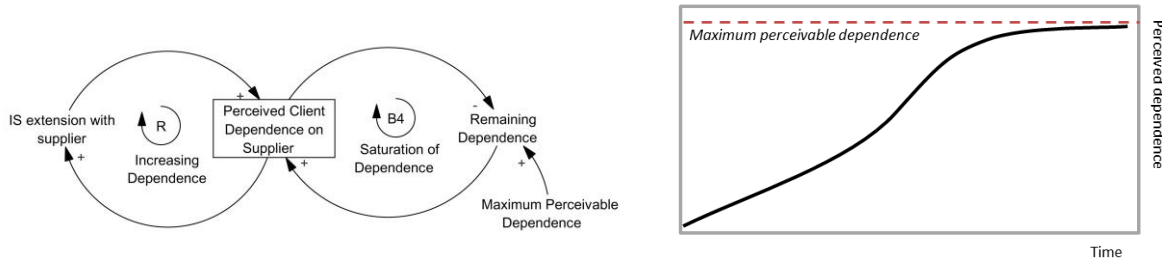 IS extension with
supplier
+
R
Increasing
Dependence
+
Perceived Client
Dependence on
Supplier
+
B4
Saturation of
Dependence
-
Remaining
Dependence
+
Maximum Perceivable
Dependence
Maximum perceivable dependence
Perceived dependence
Time